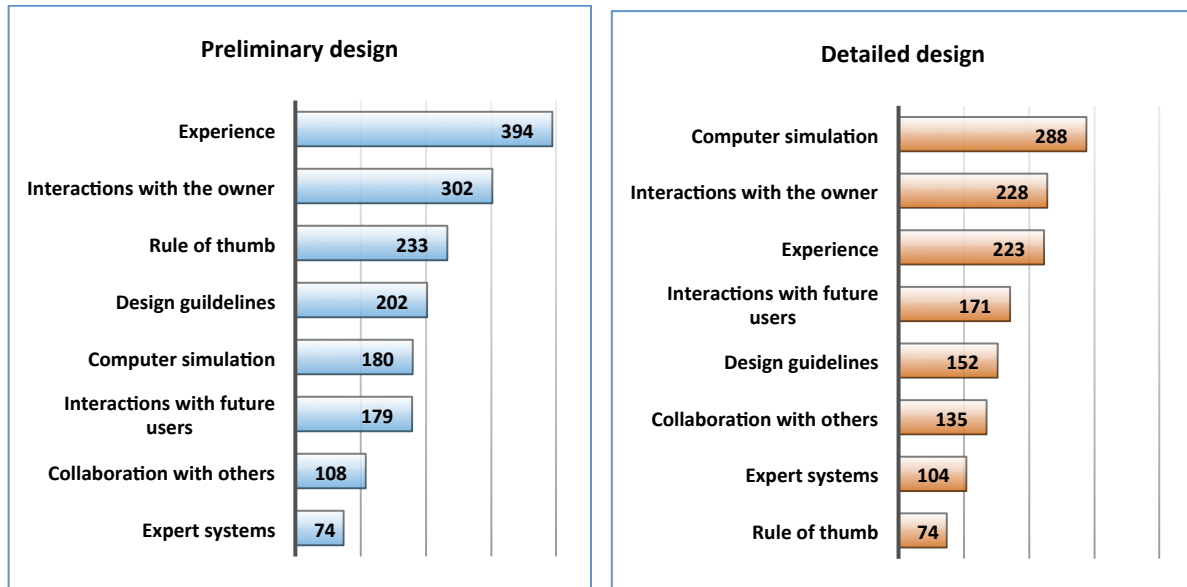 Preliminary design
Experience
394
Interactions with the owner
302
Rule of thumb
233
Design guildelines
202
Computer simulation
180
Interactions with future
users
179
Collaboration with others
108
Expert systems
74
Detailed design
Computer simulation
288
Interactions with the owner
228
Experience
223
Interactions with future
users
171
Design guidelines
152
Collaboration with others
135
Expert systems
104
Rule of thumb
74